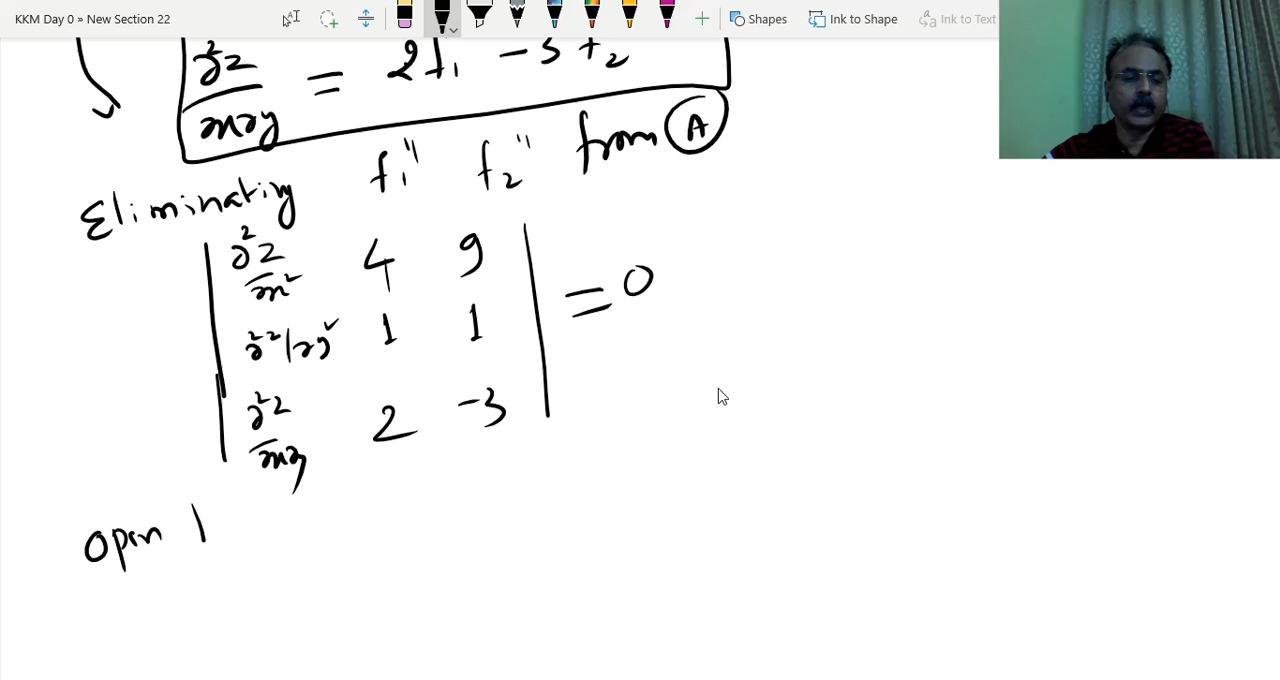 KKM Day 0 » New Section 22
Shapes
Ink to Shape
Ink to Text
∂²z/∂x∂y = 2f₁ − 3f₂
Eliminating f₁'' f₂'' from Ⓐ
| ∂²z/∂x² 4 9 |
| ∂²z/∂y² 1 1 | = 0
| ∂²z/∂x∂y 2 -3 |
open |